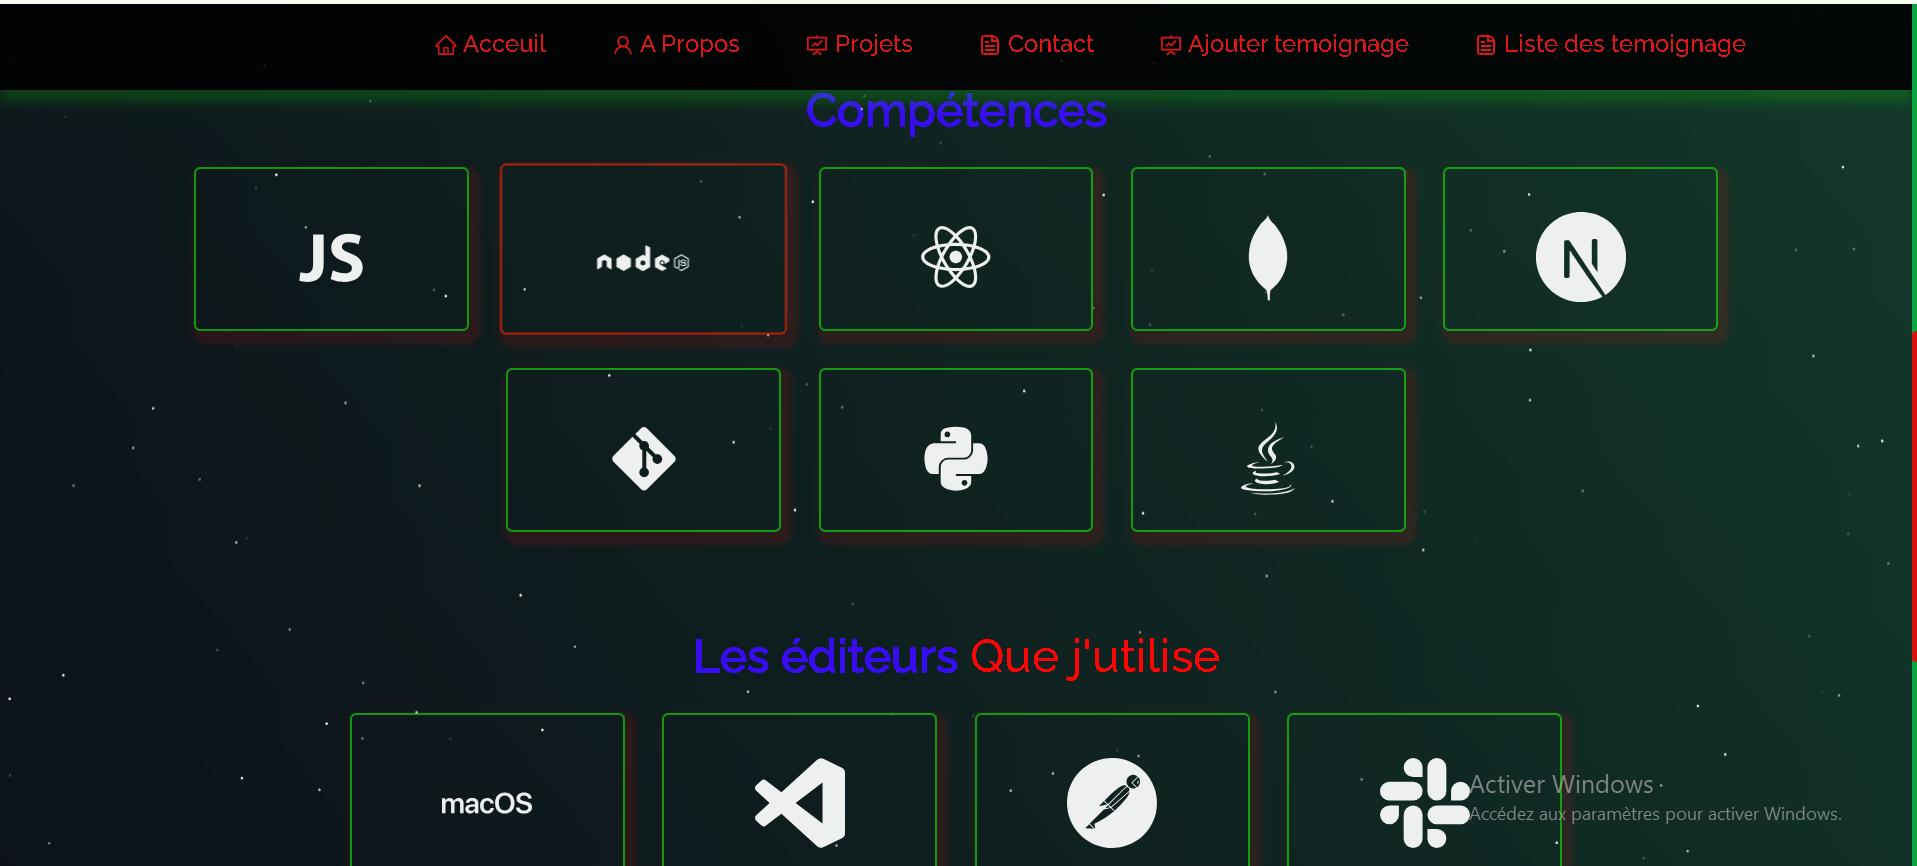 Acceuil A Propos Projets Contact Ajouter temoignage Liste des temoignage
Compétences
JS
node JS
N
Les éditeurs Que j'utilise
macOS
Activer Windows
Accédez aux paramètres pour activer Windows.